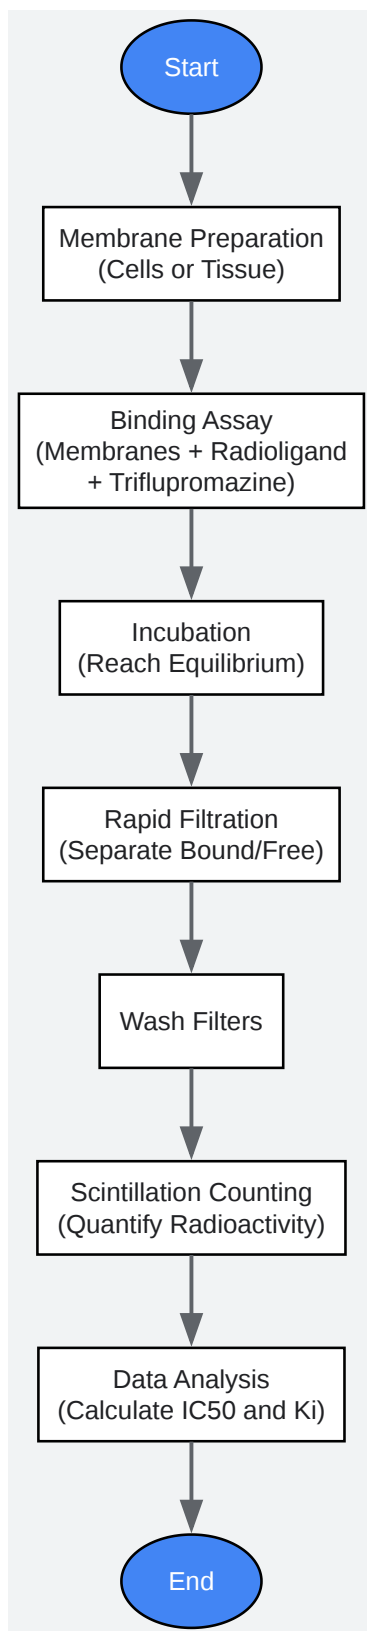 Start
Membrane Preparation
(Cells or Tissue)
Binding Assay
(Membranes + Radioligand
+ Triflupromazine)
Incubation
(Reach Equilibrium)
Rapid Filtration
(Separate Bound/Free)
Wash Filters
Scintillation Counting
(Quantify Radioactivity)
Data Analysis
(Calculate IC50 and Ki)
End